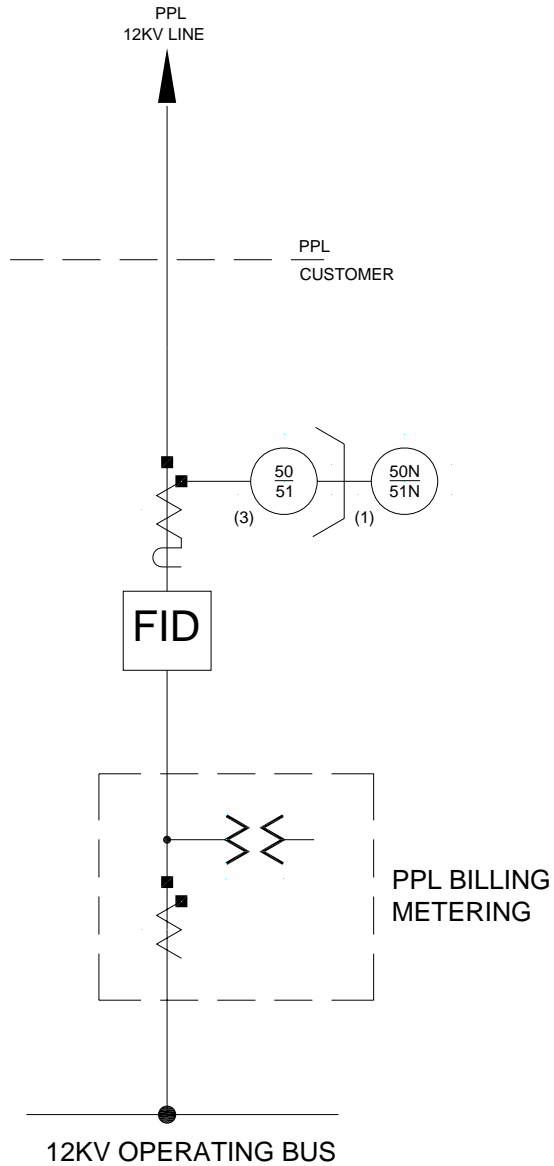 PPL
12KV LINE
PPL
CUSTOMER
50
51
50N
51N
(3)
(1)
FID
PPL BILLING
METERING
12KV OPERATING BUS